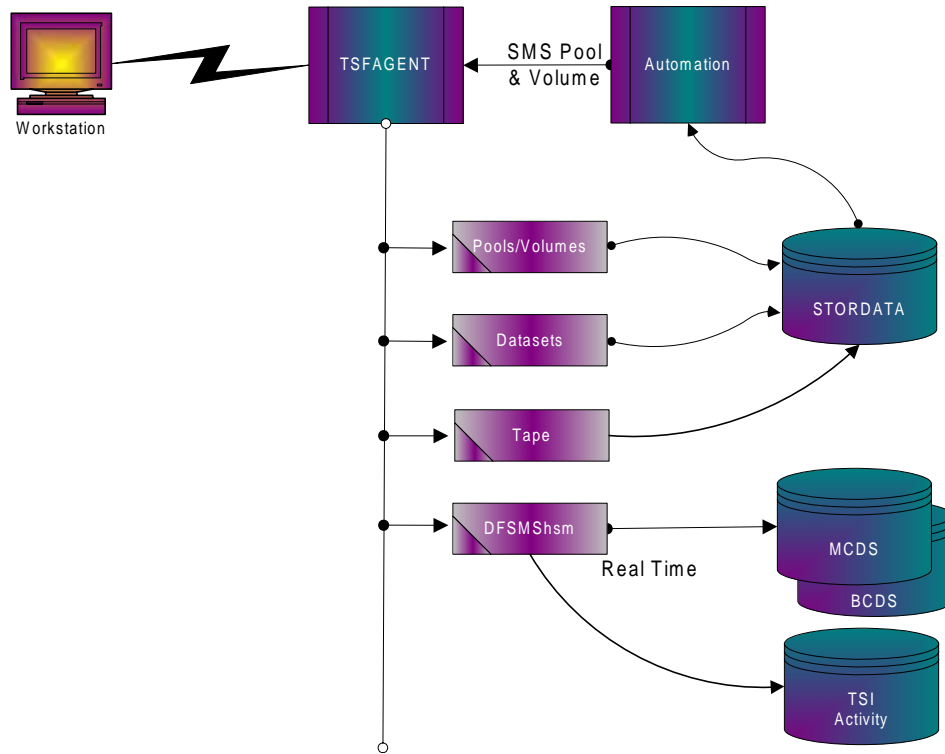 TSFAGENT
SMS Pool
& Volume
Automation
Workstation
Pools/Volumes
STORDATA
Datasets
Tape
DFSMShsm
Real Time
MCDS
BCDS
TSI
Activity